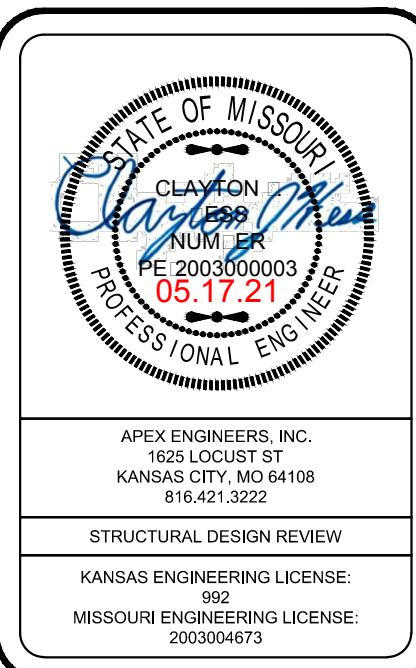 STATE OF MISSOURI
CLAYTON
NUMBER
PE 2003000003
05.17.21
PROFESSIONAL ENGINEER
APEX ENGINEERS, INC.
1625 LOCUST ST
KANSAS CITY, MO 64108
816.421.3222
STRUCTURAL DESIGN REVIEW
KANSAS ENGINEERING LICENSE:
992
MISSOURI ENGINEERING LICENSE:
2003004673